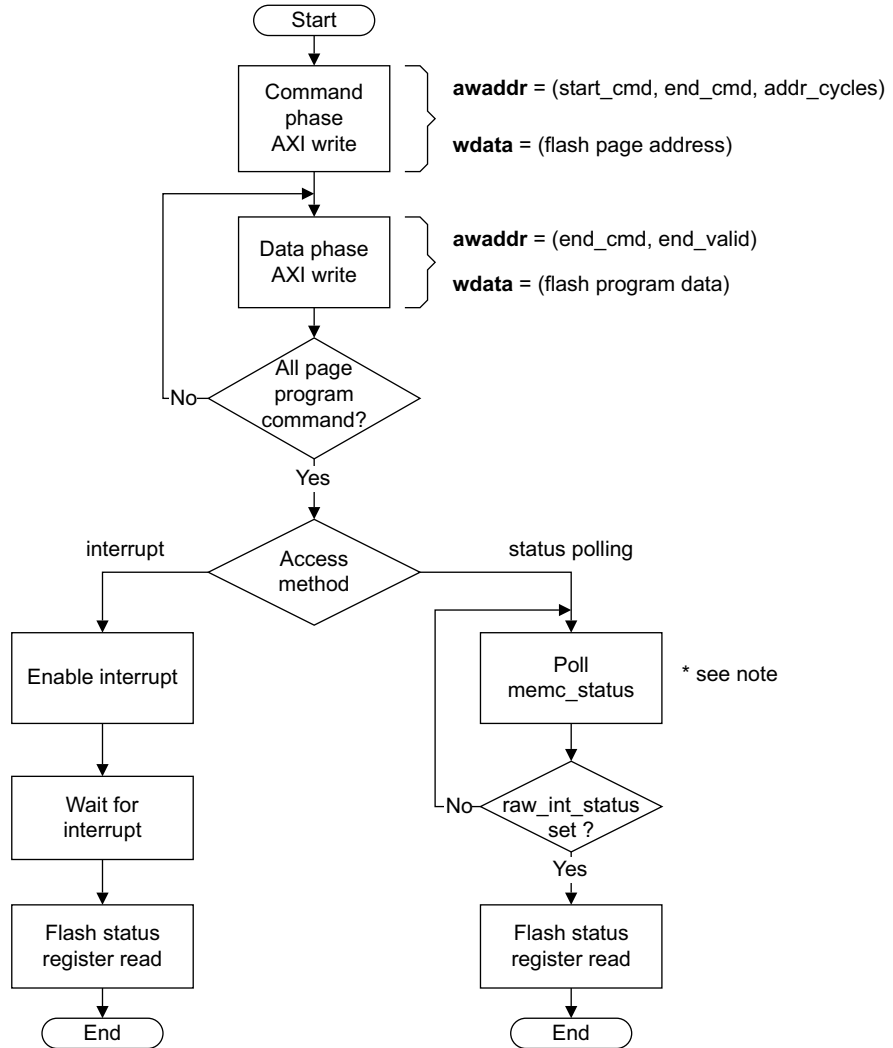 Start
Command
phase
AXI write
awaddr = (start_cmd, end_cmd, addr_cycles)
wdata = (flash page address)
Data phase
AXI write
awaddr = (end_cmd, end_valid)
wdata = (flash program data)
All page
program
command?
No
Yes
Access
method
interrupt
status polling
Enable interrupt
Poll
memc_status
* see note
Wait for
interrupt
raw_int_status
set ?
No
Yes
Flash status
register read
Flash status
register read
End
End